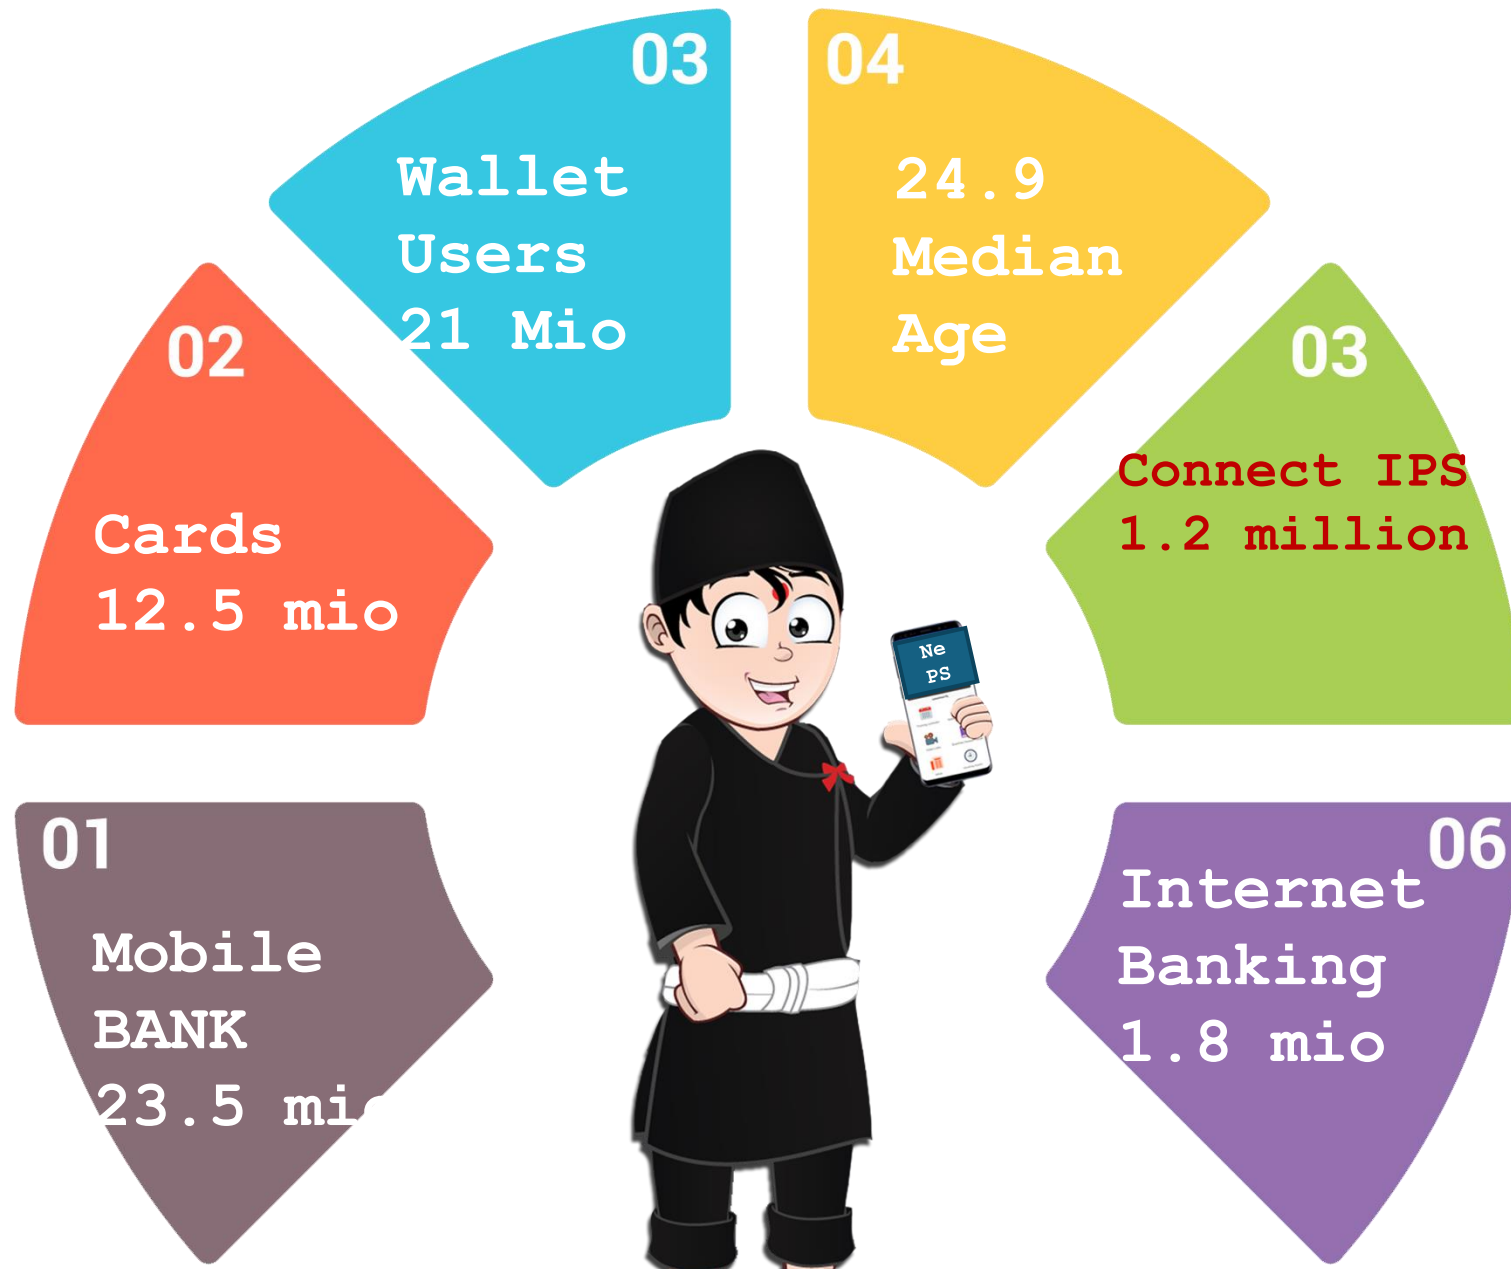 01
Mobile
BANK
23.5 mio
02
Cards
12.5 mio
03
Wallet
Users
21 Mio
04
24.9
Median
Age
03
Connect IPS
1.2 million
06
Internet
Banking
1.8 mio
Ne
PS